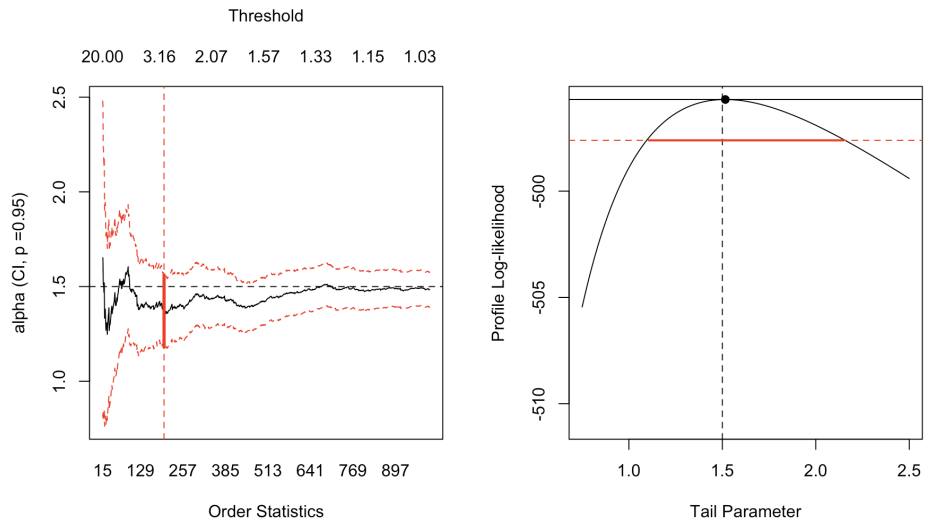 Threshold
20.00 3.16 2.07 1.57 1.33 1.15 1.03
alpha (CI, p =0.95)
2.5
2.0
1.5
1.0
15 129 257 385 513 641 769 897
Order Statistics
Profile Log-likelihood
-500
-505
-510
1.0 1.5 2.0 2.5
Tail Parameter